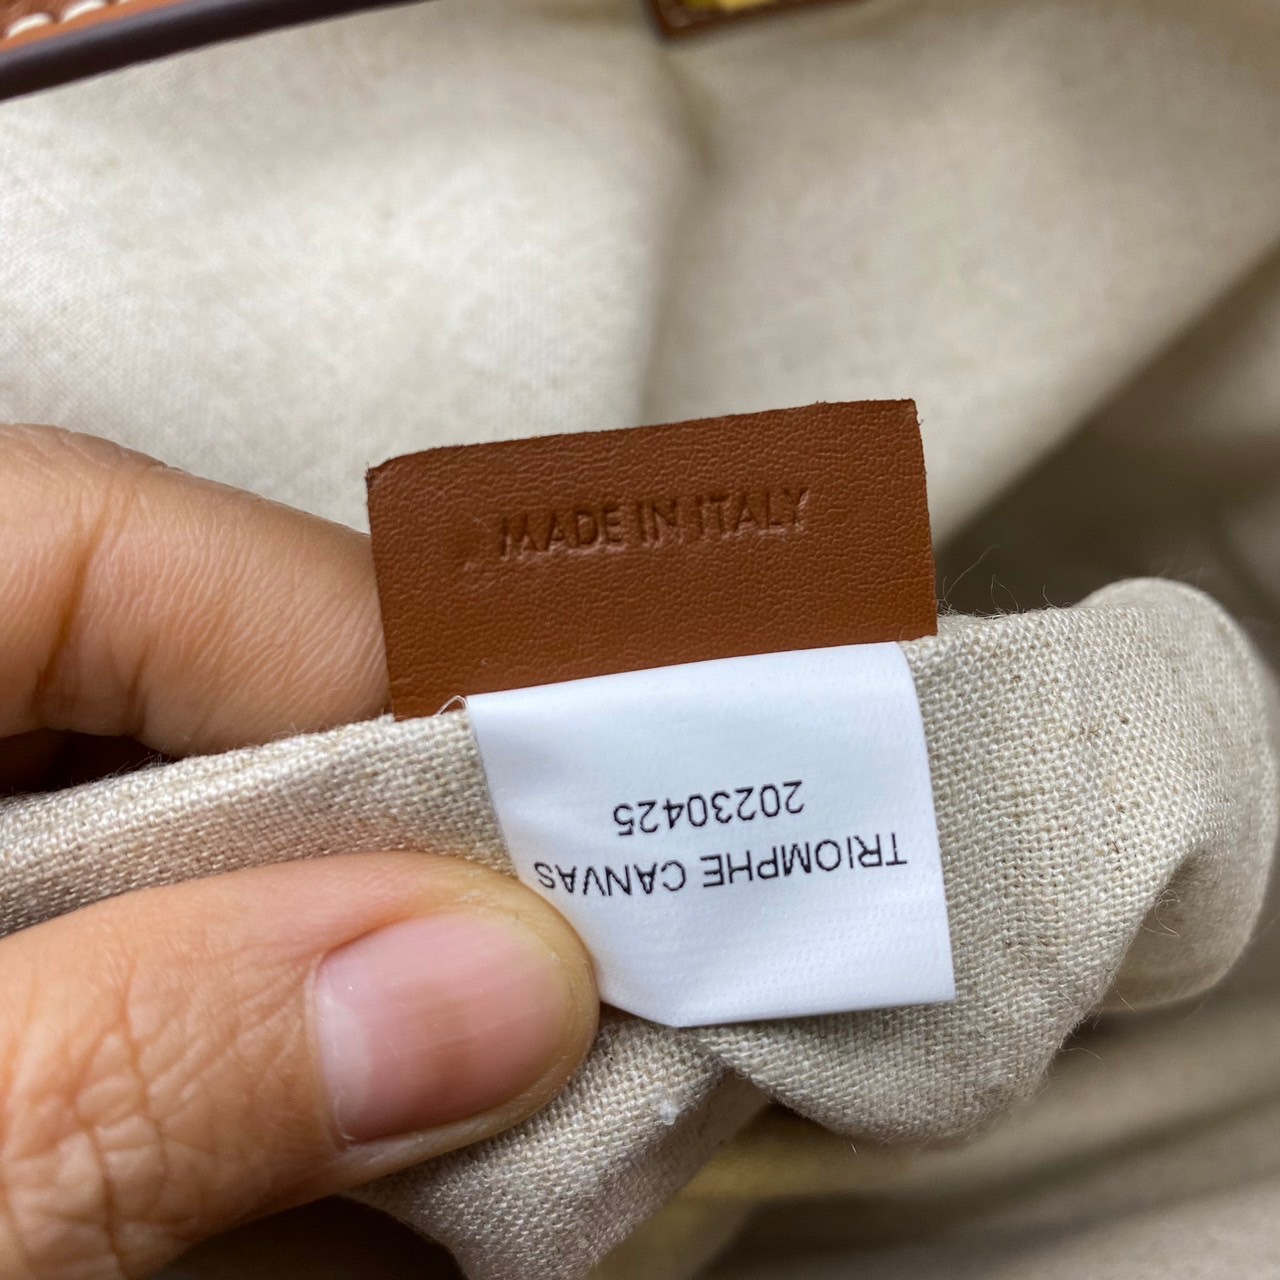 MADE IN ITALY
TRIOMPHE CANVAS
20230425